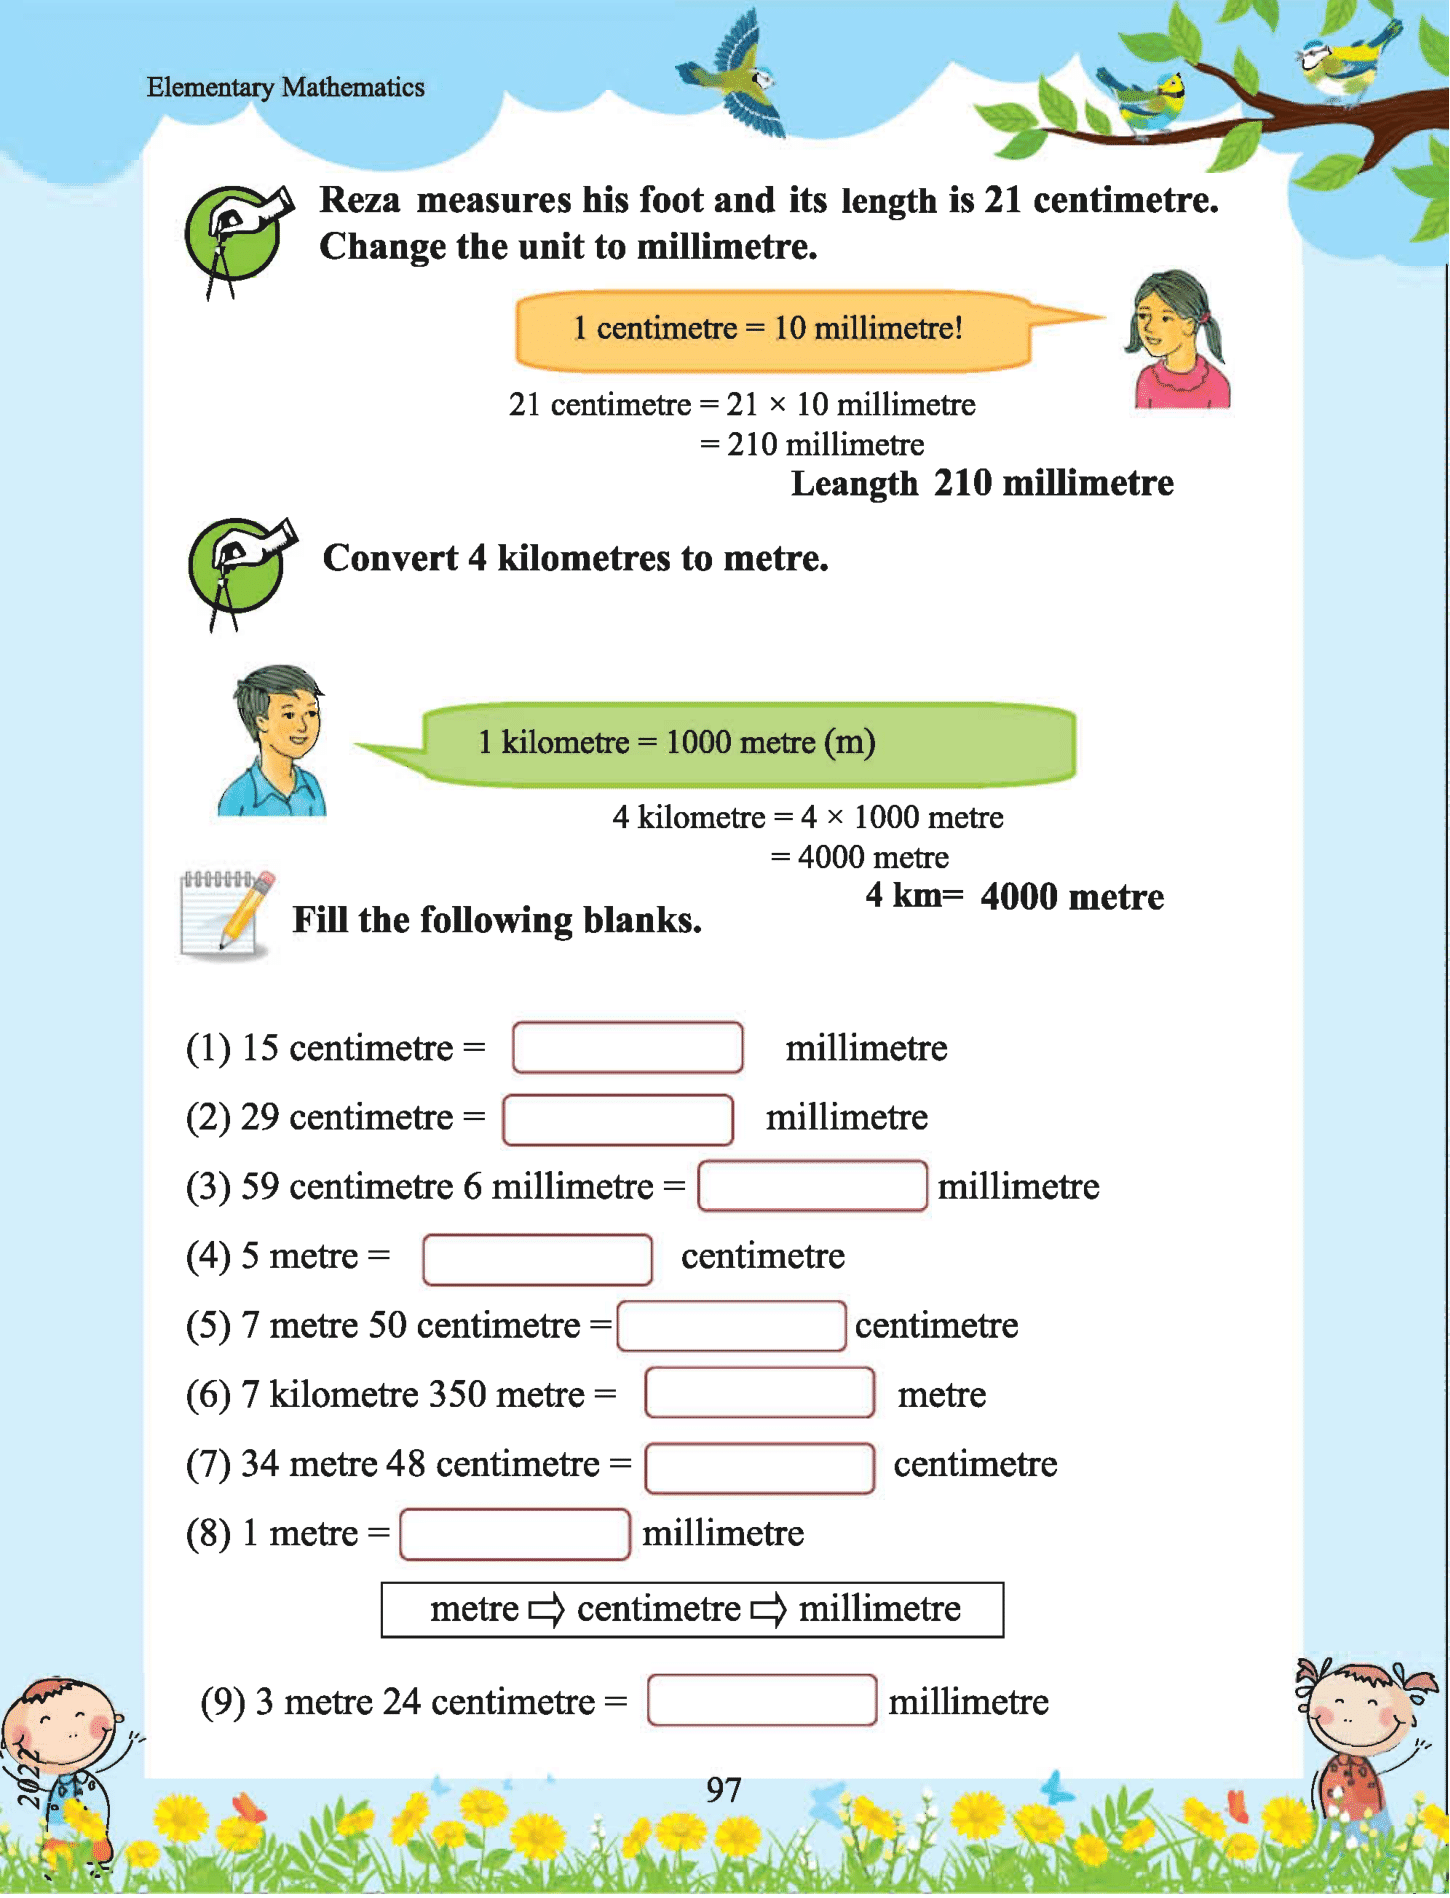 Elementary Mathematics
Reza measures his foot and its length is 21 centimetre.
Change the unit to millimetre.
1 centimetre = 10 millimetre!
21 centimetre = 21 × 10 millimetre
= 210 millimetre
Leangth 210 millimetre
Convert 4 kilometres to metre.
1 kilometre = 1000 metre (m)
4 kilometre = 4 × 1000 metre
= 4000 metre
4 km= 4000 metre
Fill the following blanks.
(1) 15 centimetre = millimetre
(2) 29 centimetre = millimetre
(3) 59 centimetre 6 millimetre = millimetre
(4) 5 metre = centimetre
(5) 7 metre 50 centimetre = centimetre
(6) 7 kilometre 350 metre = metre
(7) 34 metre 48 centimetre = centimetre
(8) 1 metre = millimetre
metre ⇨ centimetre ⇨ millimetre
(9) 3 metre 24 centimetre = millimetre
97
2022